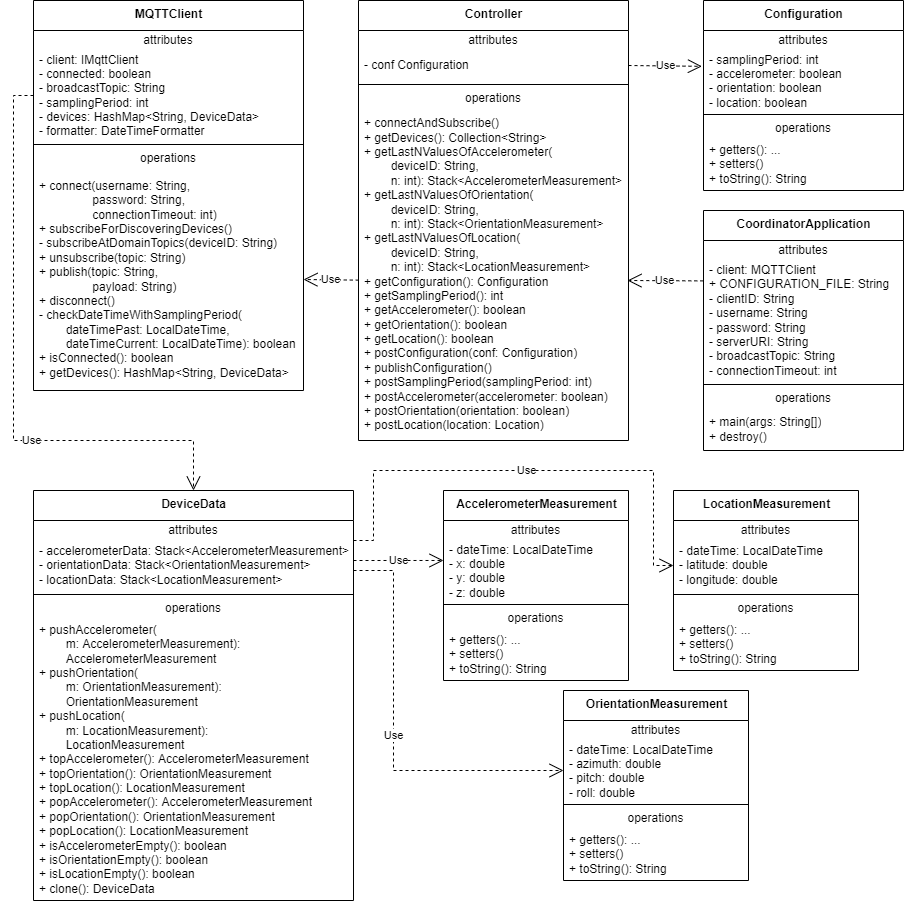 MQTTClient
attributes
- client: IMqttClient
- connected: boolean
- broadcastTopic: String
- samplingPeriod: int
- devices: HashMap<String, DeviceData>
- formatter: DateTimeFormatter
operations
+ connect(username: String,
password: String,
connectionTimeout: int)
+ subscribeForDiscoveringDevices()
- subscribeAtDomainTopics(deviceID: String)
+ unsubscribe(topic: String)
+ publish(topic: String,
payload: String)
+ disconnect()
- checkDateTimeWithSamplingPeriod(
dateTimePast: LocalDateTime,
dateTimeCurrent: LocalDateTime): boolean
+ isConnected(): boolean
+ getDevices(): HashMap<String, DeviceData>
Use
Controller
attributes
- conf Configuration
operations
+ connectAndSubscribe()
+ getDevices(): Collection<String>
+ getLastNValuesOfAccelerometer(
deviceID: String,
n: int): Stack<AccelerometerMeasurement>
+ getLastNValuesOfOrientation(
deviceID: String,
n: int): Stack<OrientationMeasurement>
+ getLastNValuesOfLocation(
deviceID: String,
n: int): Stack<LocationMeasurement>
+ getConfiguration(): Configuration
+ getSamplingPeriod(): int
+ getAccelerometer(): boolean
+ getOrientation(): boolean
+ getLocation(): boolean
+ postConfiguration(conf: Configuration)
+ publishConfiguration()
+ postSamplingPeriod(samplingPeriod: int)
+ postAccelerometer(accelerometer: boolean)
+ postOrientation(orientation: boolean)
+ postLocation(location: Location)
Use
Use
Configuration
attributes
- samplingPeriod: int
- accelerometer: boolean
- orientation: boolean
- location: boolean
operations
+ getters(): ...
+ setters()
+ toString(): String
CoordinatorApplication
attributes
- client: MQTTClient
+ CONFIGURATION_FILE: String
- clientID: String
- username: String
- password: String
- serverURI: String
- broadcastTopic: String
- connectionTimeout: int
operations
+ main(args: String[])
+ destroy()
Use
DeviceData
attributes
- accelerometerData: Stack<AccelerometerMeasurement>
- orientationData: Stack<OrientationMeasurement>
- locationData: Stack<LocationMeasurement>
operations
+ pushAccelerometer(
m: AccelerometerMeasurement):
AccelerometerMeasurement
+ pushOrientation(
m: OrientationMeasurement):
OrientationMeasurement
+ pushLocation(
m: LocationMeasurement):
LocationMeasurement
+ topAccelerometer(): AccelerometerMeasurement
+ topOrientation(): OrientationMeasurement
+ topLocation(): LocationMeasurement
+ popAccelerometer(): AccelerometerMeasurement
+ popOrientation(): OrientationMeasurement
+ popLocation(): LocationMeasurement
+ isAccelerometerEmpty(): boolean
+ isOrientationEmpty(): boolean
+ isLocationEmpty(): boolean
+ clone(): DeviceData
Use
Use
Use
AccelerometerMeasurement
attributes
- dateTime: LocalDateTime
- x: double
- y: double
- z: double
operations
+ getters(): ...
+ setters()
+ toString(): String
LocationMeasurement
attributes
- dateTime: LocalDateTime
- latitude: double
- longitude: double
operations
+ getters(): ...
+ setters()
+ toString(): String
OrientationMeasurement
attributes
- dateTime: LocalDateTime
- azimuth: double
- pitch: double
- roll: double
operations
+ getters(): ...
+ setters()
+ toString(): String